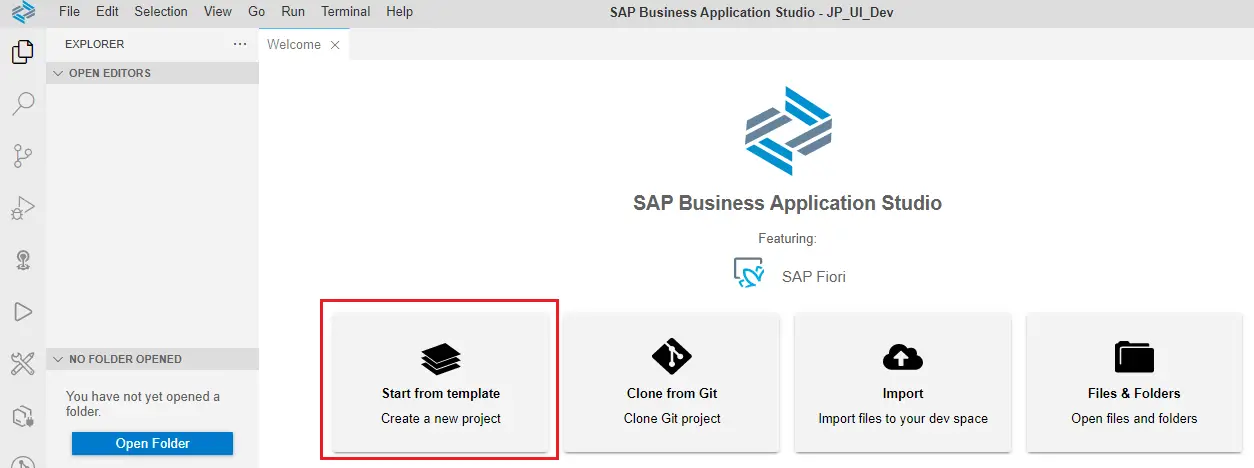 File Edit Selection View Go Run Terminal Help SAP Business Application Studio - JP_UI_Dev
EXPLORER ···
Welcome ×
OPEN EDITORS
SAP Business Application Studio
Featuring:
SAP Fiori
Start from template
Create a new project
Clone from Git
Clone Git project
Import
Import files to your dev space
Files & Folders
Open files and folders
NO FOLDER OPENED
You have not yet opened a
folder.
Open Folder